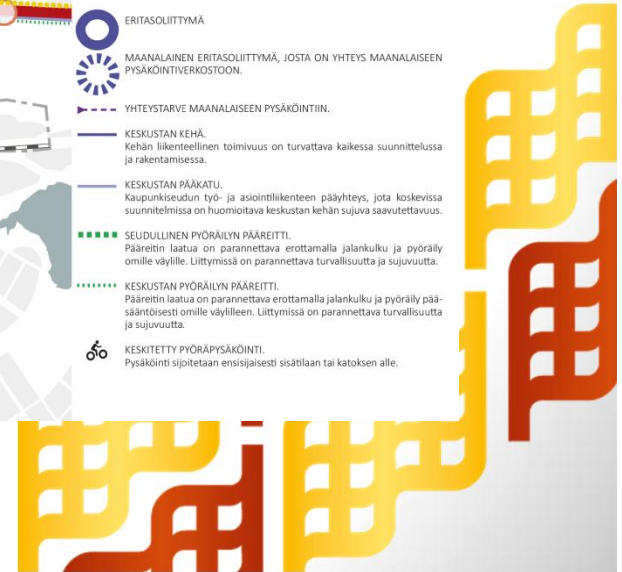 ERITASOLIITTYMÄ
MAANALAINEN ERITASOLIITTYMÄ, JOSTA ON YHTEYS MAANALAISEEN
PYSÄKÖINTIVERKOSTOON.
YHTEYSTARVE MAANALAISEEN PYSÄKÖINTIIN.
KESKUSTAN KEHÄ.
Kehän liikenteellinen toimivuus on turvattava kaikessa suunnittelussa
ja rakentamisessa.
KESKUSTAN PÄÄKATU.
Kaupunkiseudun työ- ja asiointiliikenteen pääyhteys, jota koskevissa
suunnitelmissa on huomioitava keskustan kehän sujuva saavutettavuus.
SEUDULLINEN PYÖRÄILYN PÄÄREITTI.
Pääreitin laatua on parannettava erottamalla jalankulku ja pyöräily
omille väylille. Liittymissä on parannettava turvallisuutta ja sujuvuutta.
KESKUSTAN PYÖRÄILYN PÄÄREITTI.
Pääreitin laatua on parannettava erottamalla jalankulku ja pyöräily pää-
sääntöisesti omille väylilleen. Liittymissä on parannettava turvallisuutta
ja sujuvuutta.
KESKITETTY PYÖRÄPYSÄKÖINTI.
Pysäköinti sijoitetaan ensisijaisesti sisätilaan tai katoksen alle.